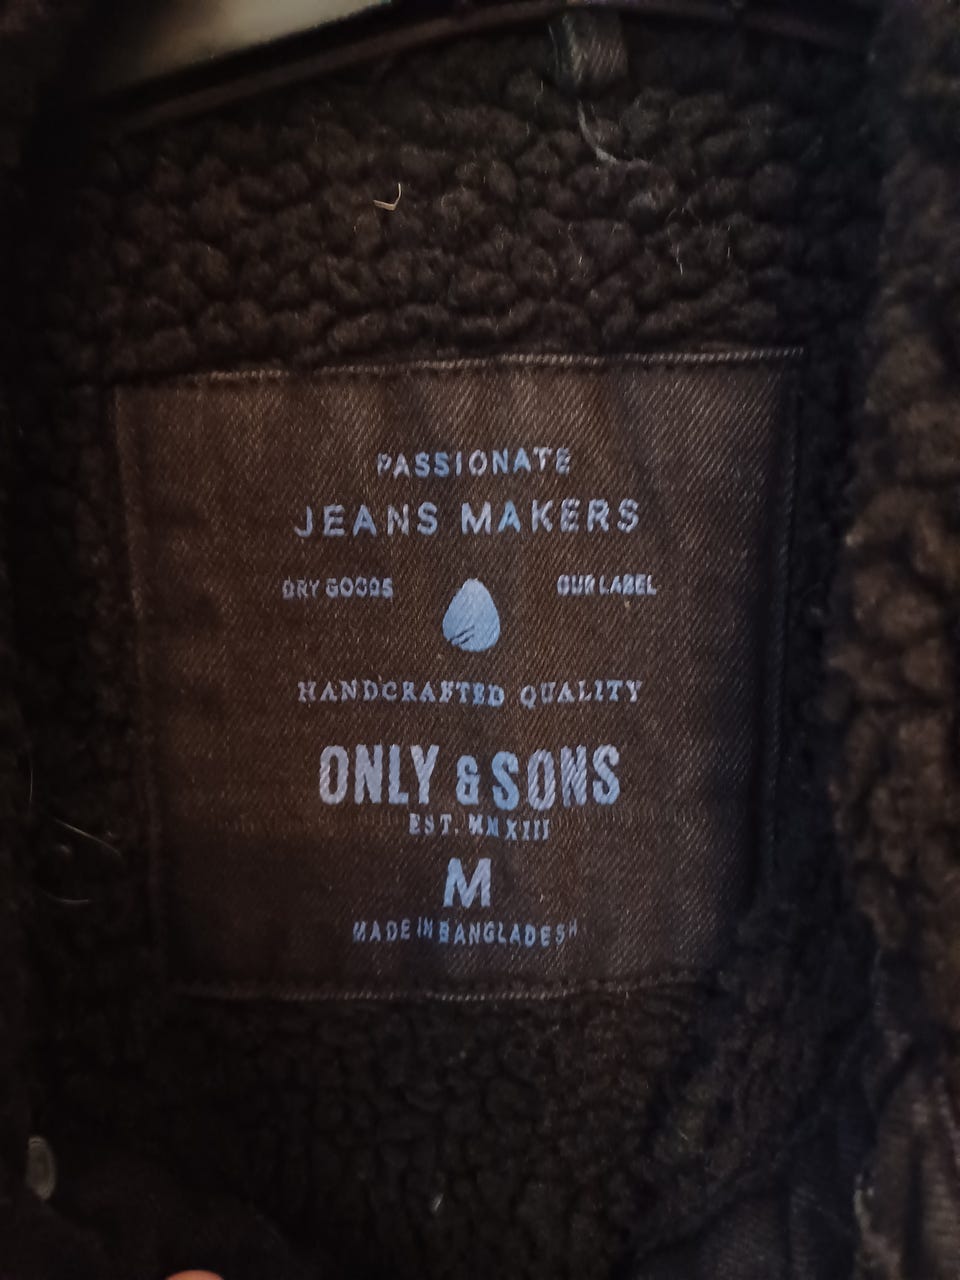 PASSIONATE
JEANS MAKERS
DRY GOODS OUR LABEL
HANDCRAFTED QUALITY
ONLY & SONS
EST. MMXIII
M
MADE IN BANGLADESH